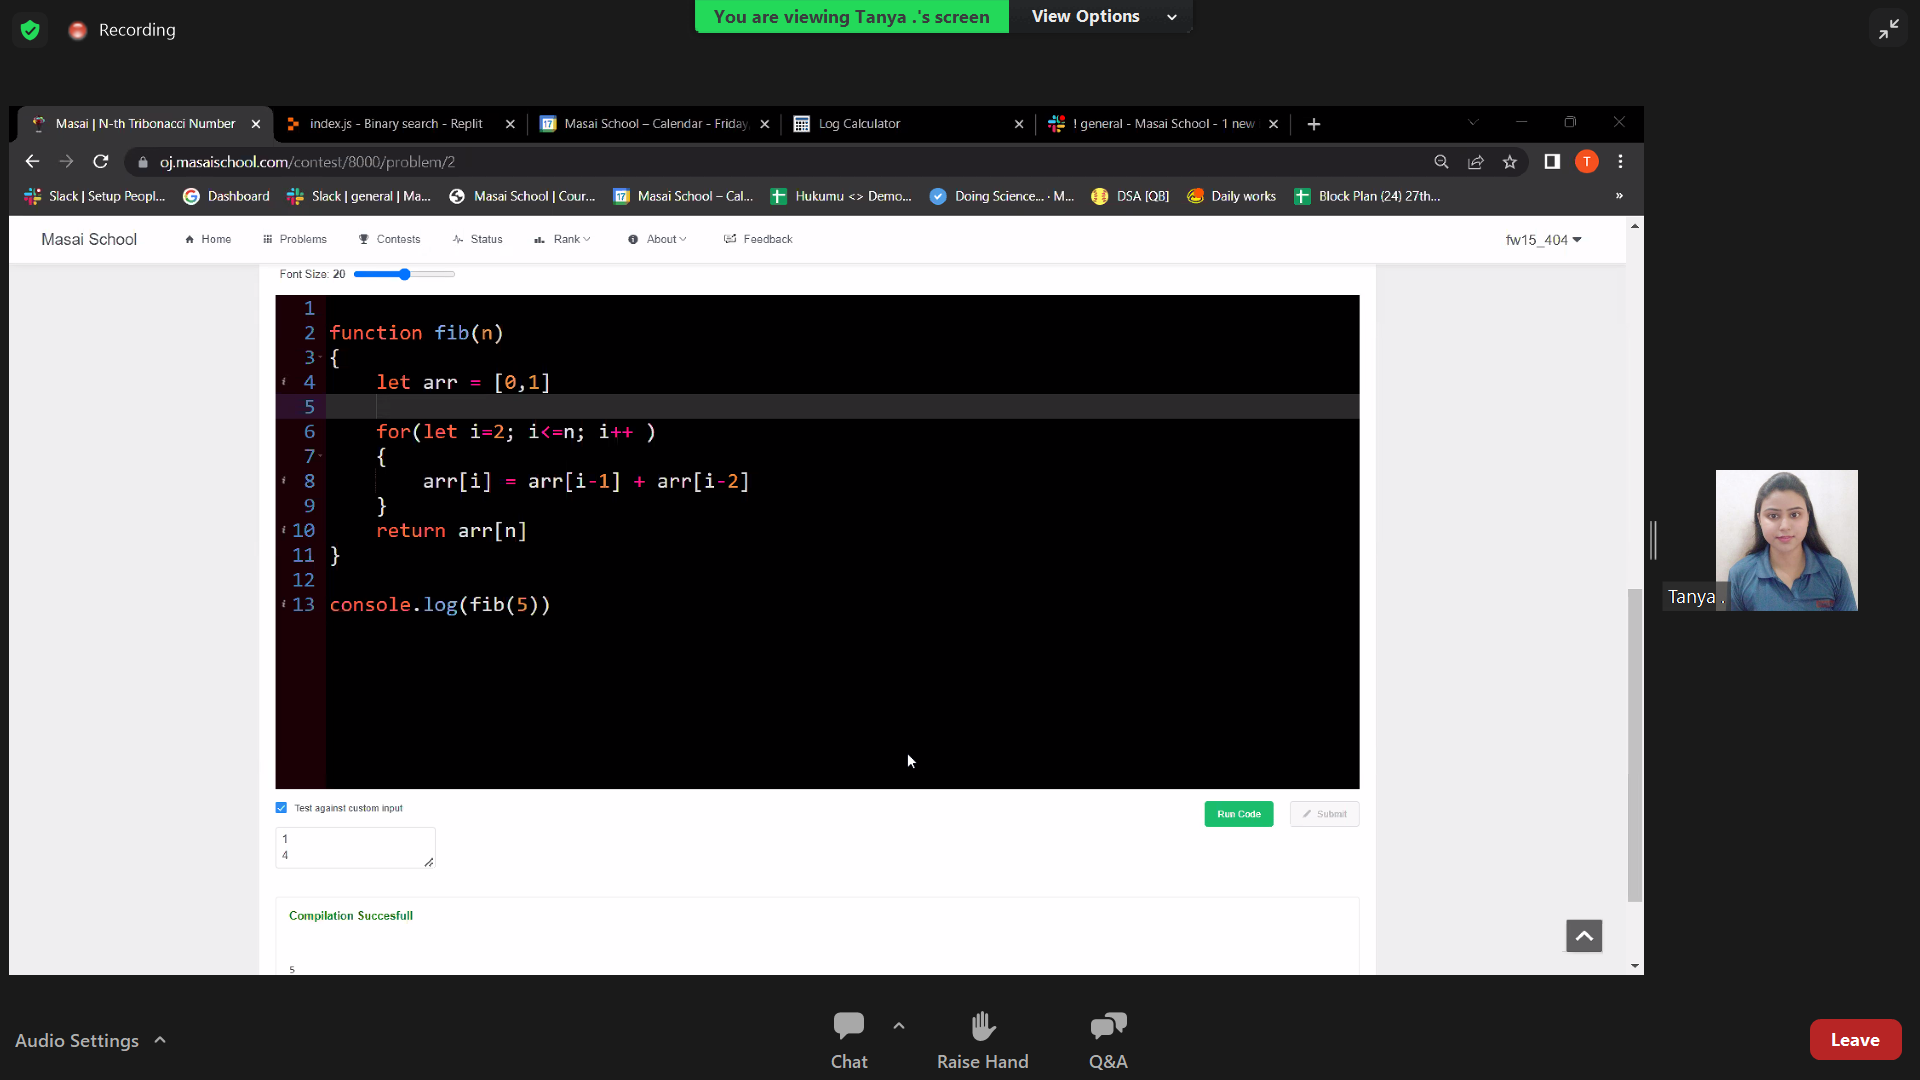 Recording
You are viewing Tanya .'s screen
View Options
Masai | N-th Tribonacci Number
index.js - Binary search - Replit
Masai School – Calendar - Friday,
Log Calculator
! general - Masai School - 1 new
oj.masaischool.com/contest/8000/problem/2
T
Slack | Setup Peopl...
Dashboard
Slack | general | Ma...
Masai School | Cour...
Masai School – Cal...
Hukumu <> Demo...
Doing Science... · M...
DSA [QB]
Daily works
Block Plan (24) 27th...
»
Masai School
Home
Problems
Contests
Status
Rank
About
Feedback
fw15_404
Font Size: 20
1
2 function fib(n)
3 {
4 let arr = [0,1]
5
6 for(let i=2; i<=n; i++ )
7 {
8 arr[i] = arr[i-1] + arr[i-2]
9 }
10 return arr[n]
11 }
12
13 console.log(fib(5))
Test against custom input
Run Code
Submit
1
4
Compilation Succesfull
5
Tanya .
Audio Settings
Chat
Raise Hand
Q&A
Leave